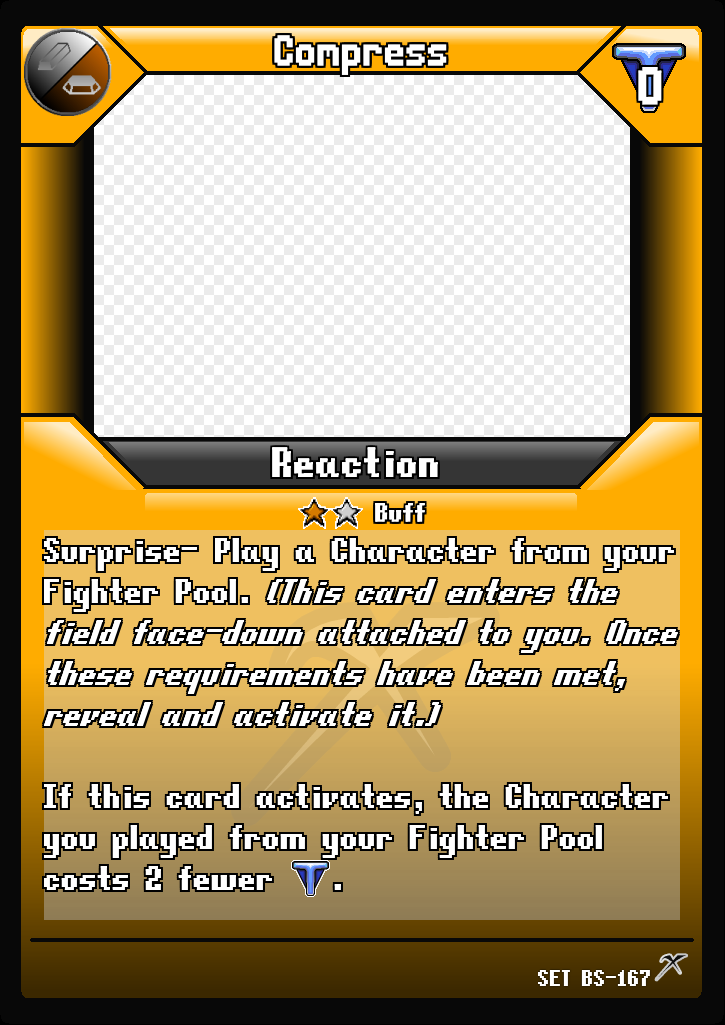 Compress
0
Reaction
Buff
Surprise- Play a Character from your
Fighter Pool. (This card enters the
field face-down attached to you. Once
these requirements have been met,
reveal and activate it.)
If this card activates, the Character
you played from your Fighter Pool
costs 2 fewer T.
SET BS-167